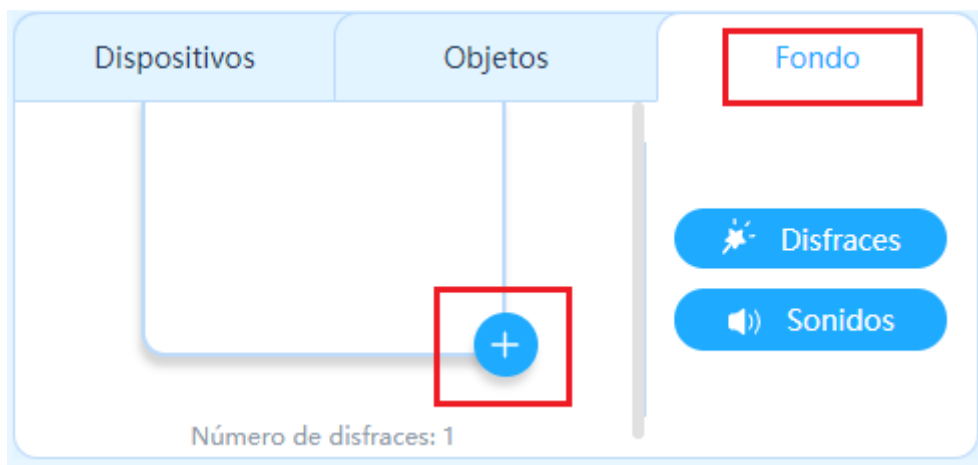 Dispositivos
Objetos
Fondo
Disfraces
Sonidos
Número de disfraces: 1